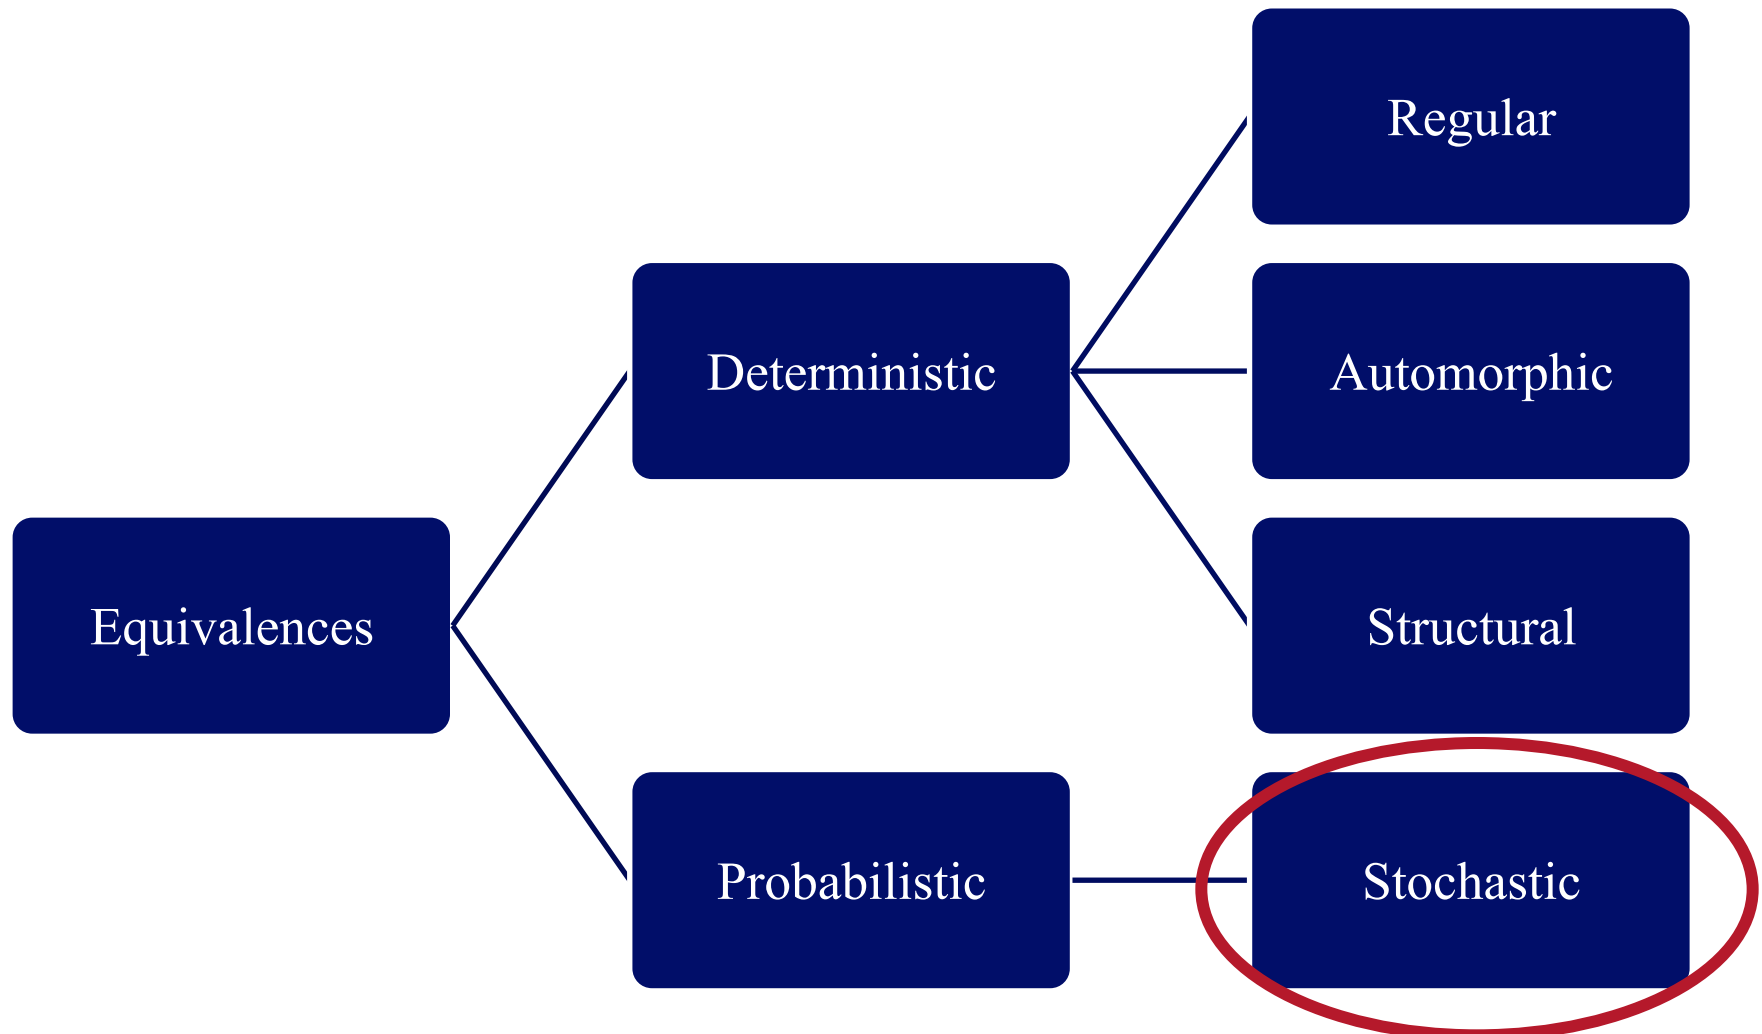 Equivalences
Deterministic
Regular
Automorphic
Structural
Probabilistic
Stochastic